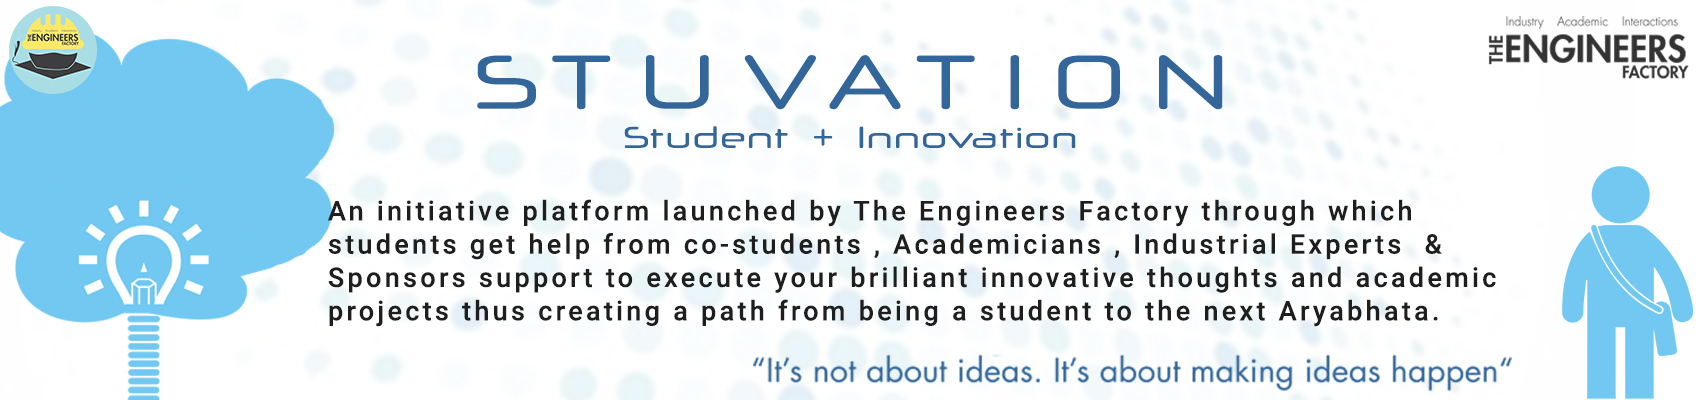 Industry Academic Interactions
THE ENGINEERS
FACTORY
Industry Academic Interactions
THE ENGINEERS
FACTORY
STUVATION
Student + Innovation
An initiative platform launched by The Engineers Factory through which
students get help from co-students , Academicians , Industrial Experts &
Sponsors support to execute your brilliant innovative thoughts and academic
projects thus creating a path from being a student to the next Aryabhata.
“It’s not about ideas. It’s about making ideas happen“